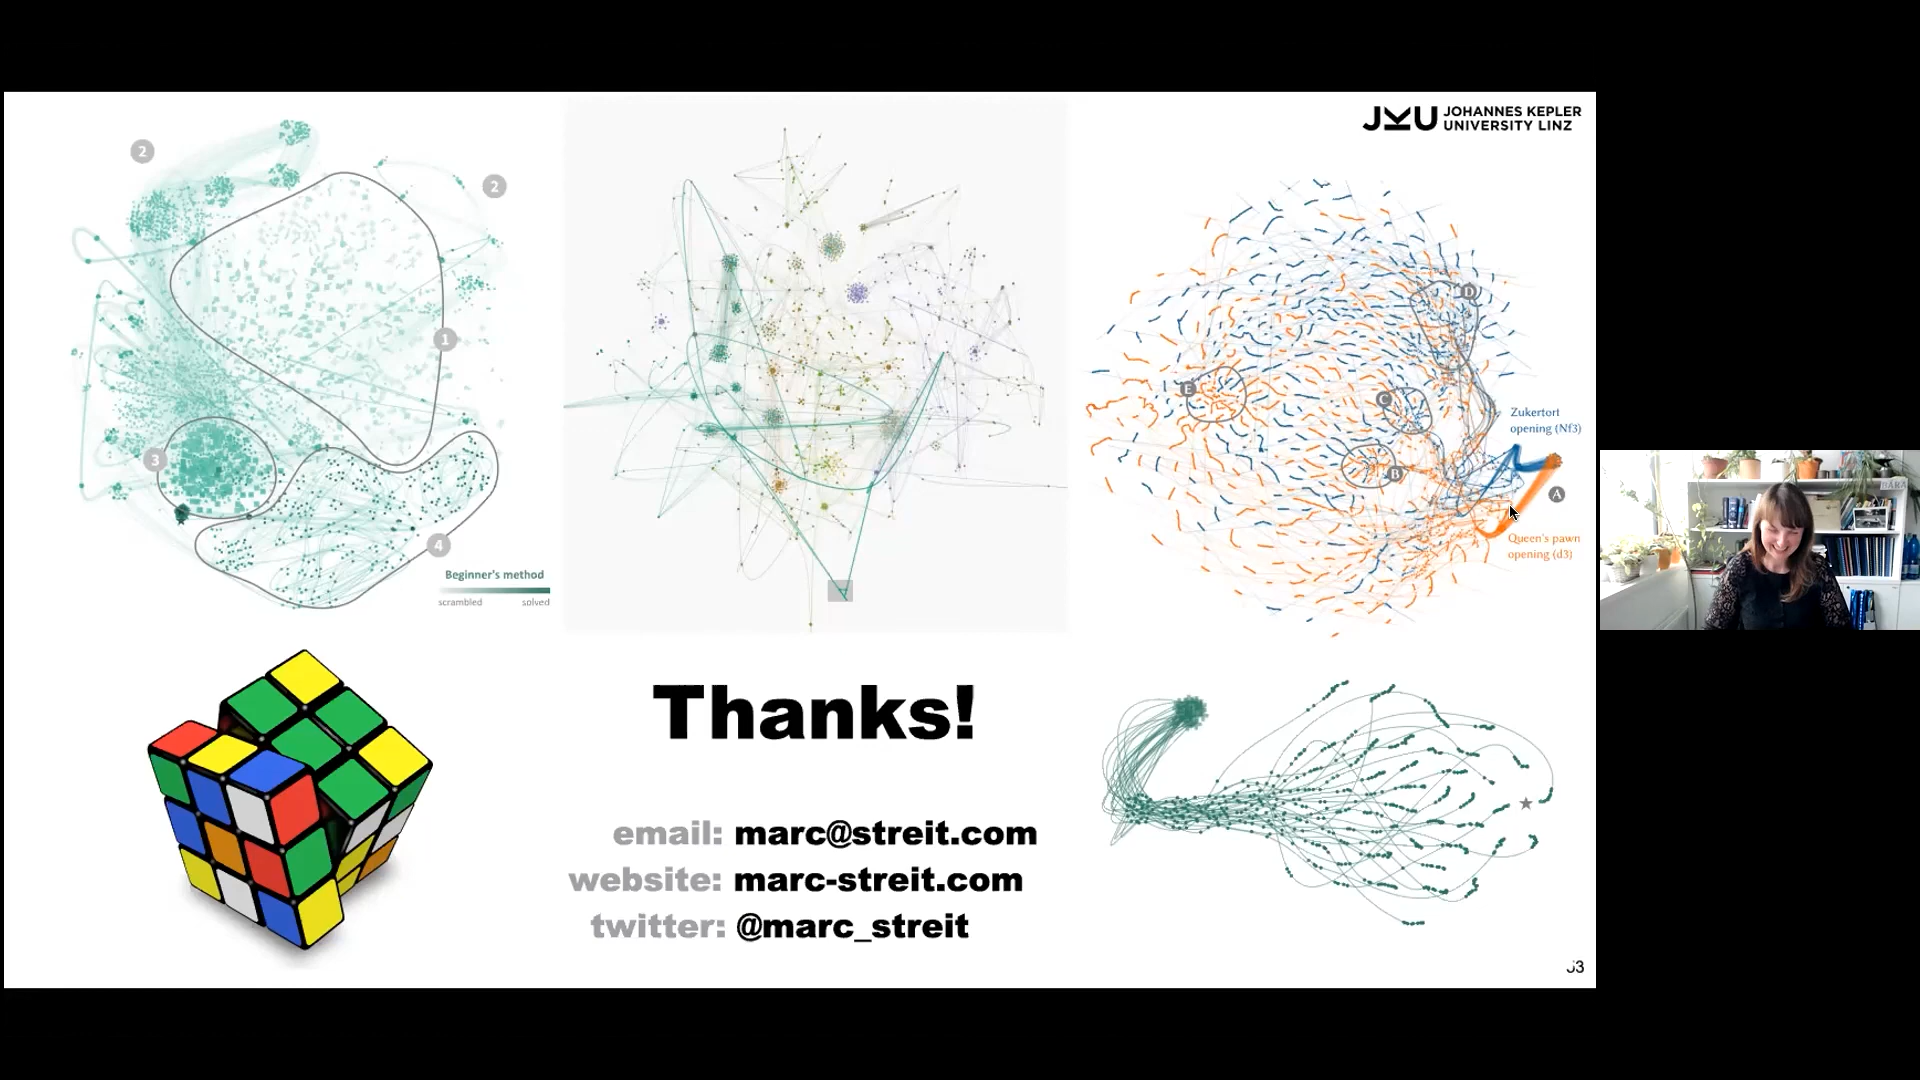 JKU JOHANNES KEPLER
UNIVERSITY LINZ
2
2
1
3
4
Beginner's method
scrambled
solved
D
E
C
B
A
Zukertort
opening (Nf3)
Queen's pawn
opening (d3)
Thanks!
email: marc@streit.com
website: marc-streit.com
twitter: @marc_streit